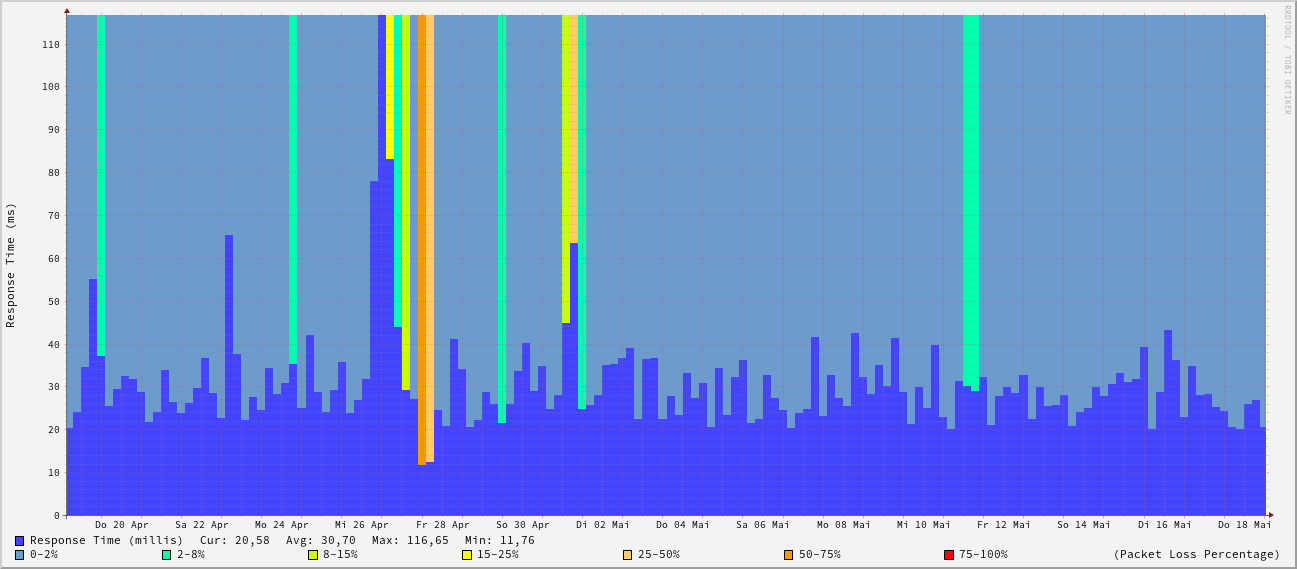 RRDTOOL / TOBI OETIKER
Response Time (ms)
110
100
90
80
70
60
50
40
30
20
10
0
Do 20 Apr Sa 22 Apr Mo 24 Apr Mi 26 Apr Fr 28 Apr So 30 Apr Di 02 Mai Do 04 Mai Sa 06 Mai Mo 08 Mai Mi 10 Mai Fr 12 Mai So 14 Mai Di 16 Mai Do 18 Mai
Response Time (millis) Cur: 20,58 Avg: 30,70 Max: 116,65 Min: 11,76
0-2% 2-8% 8-15% 15-25% 25-50% 50-75% 75-100% (Packet Loss Percentage)